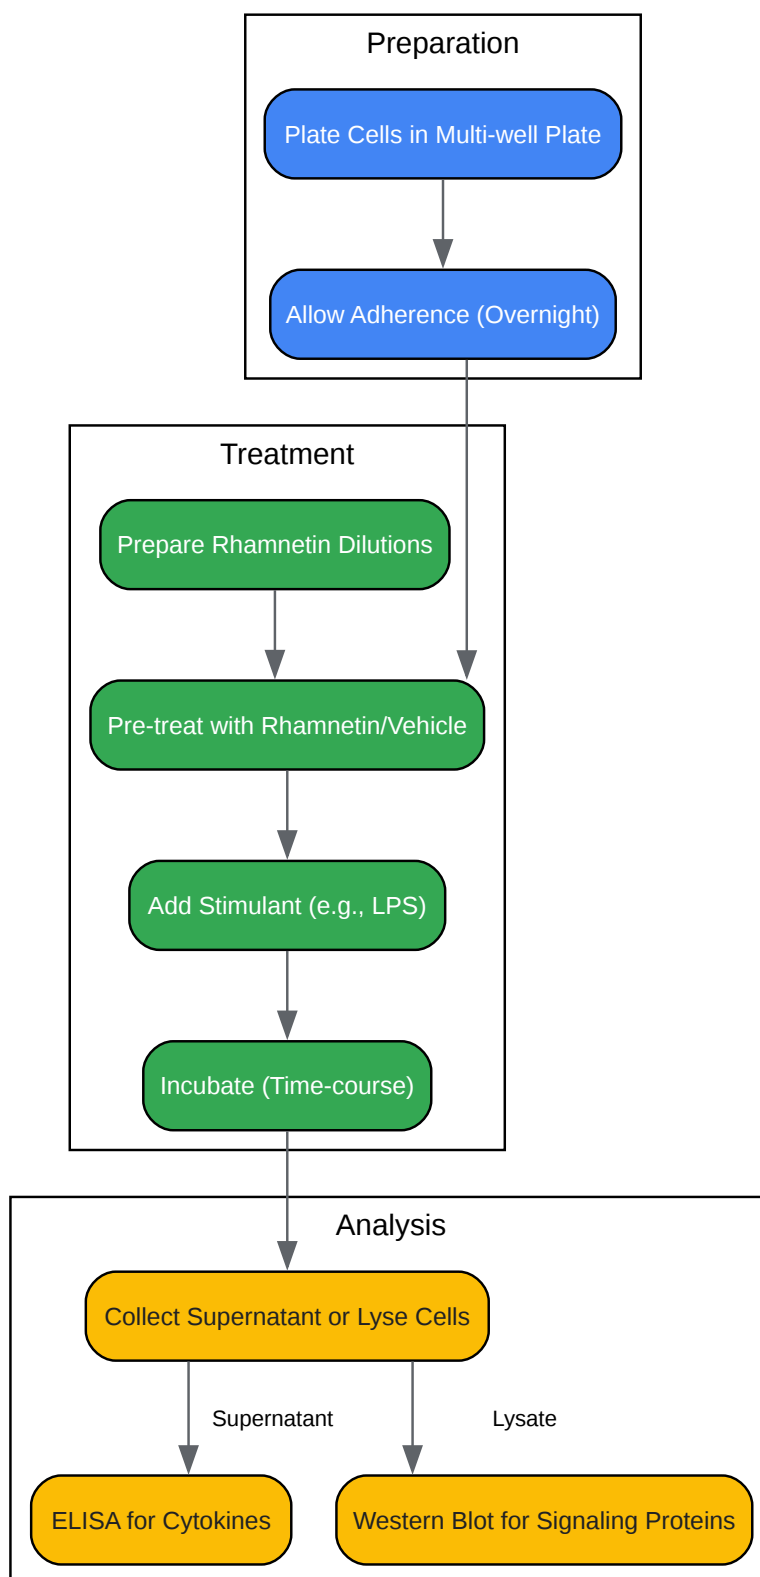 Preparation
Plate Cells in Multi-well Plate
Allow Adherence (Overnight)
Treatment
Prepare Rhamnetin Dilutions
Pre-treat with Rhamnetin/Vehicle
Add Stimulant (e.g., LPS)
Incubate (Time-course)
Analysis
Collect Supernatant or Lyse Cells
Supernatant
Lysate
ELISA for Cytokines
Western Blot for Signaling Proteins